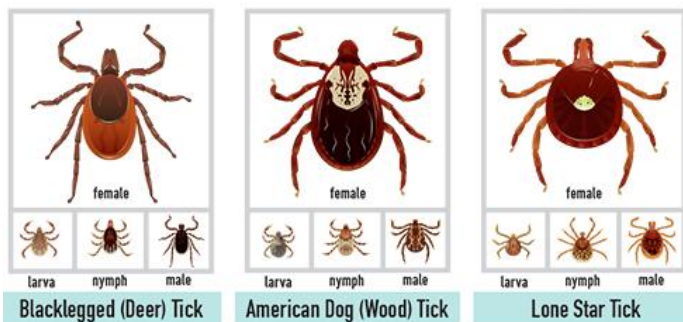 female
larva nymph male
Blacklegged (Deer) Tick
female
larva nymph male
American Dog (Wood) Tick
female
larva nymph male
Lone Star Tick